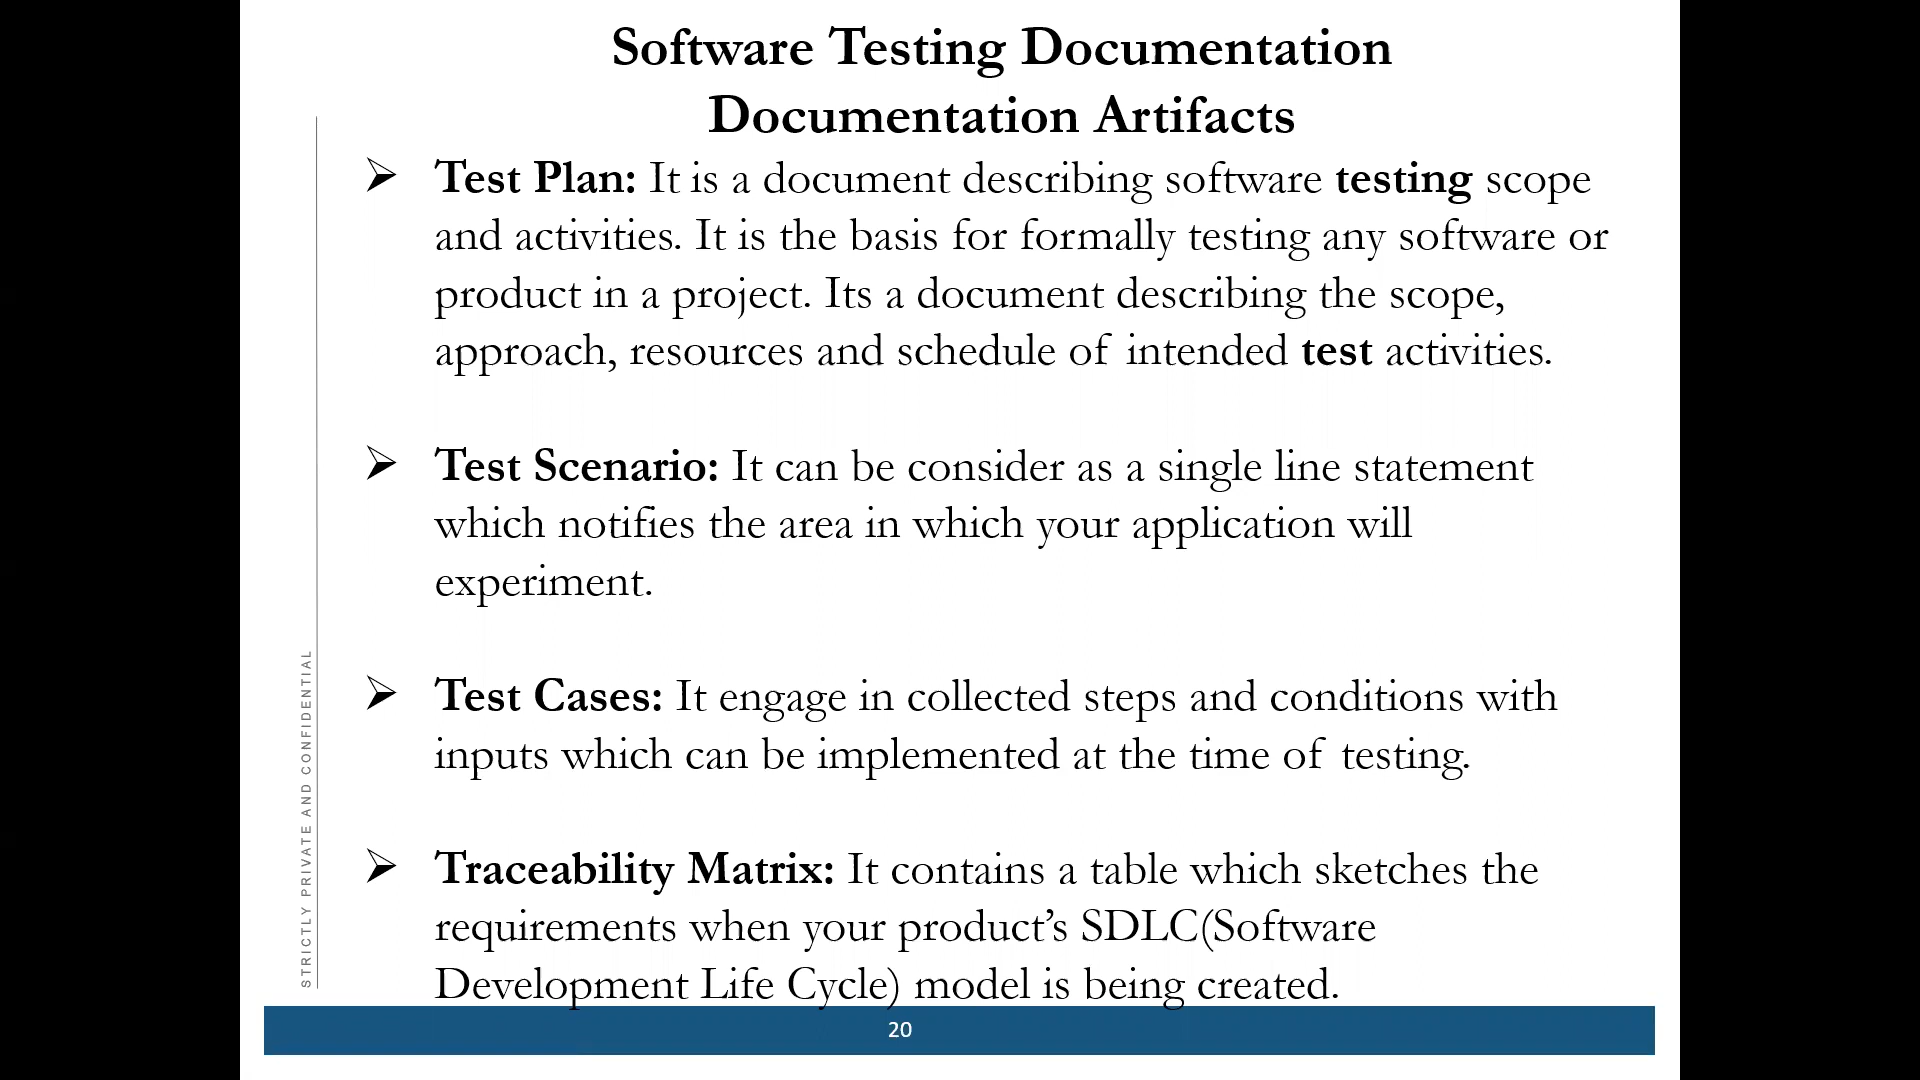 Software Testing Documentation
Documentation Artifacts
➢ Test Plan: It is a document describing software testing scope
and activities. It is the basis for formally testing any software or
product in a project. Its a document describing the scope,
approach, resources and schedule of intended test activities.
➢ Test Scenario: It can be consider as a single line statement
which notifies the area in which your application will
experiment.
➢ Test Cases: It engage in collected steps and conditions with
inputs which can be implemented at the time of testing.
➢ Traceability Matrix: It contains a table which sketches the
requirements when your product’s SDLC(Software
Development Life Cycle) model is being created.
STRICTLY PRIVATE AND CONFIDENTIAL
20